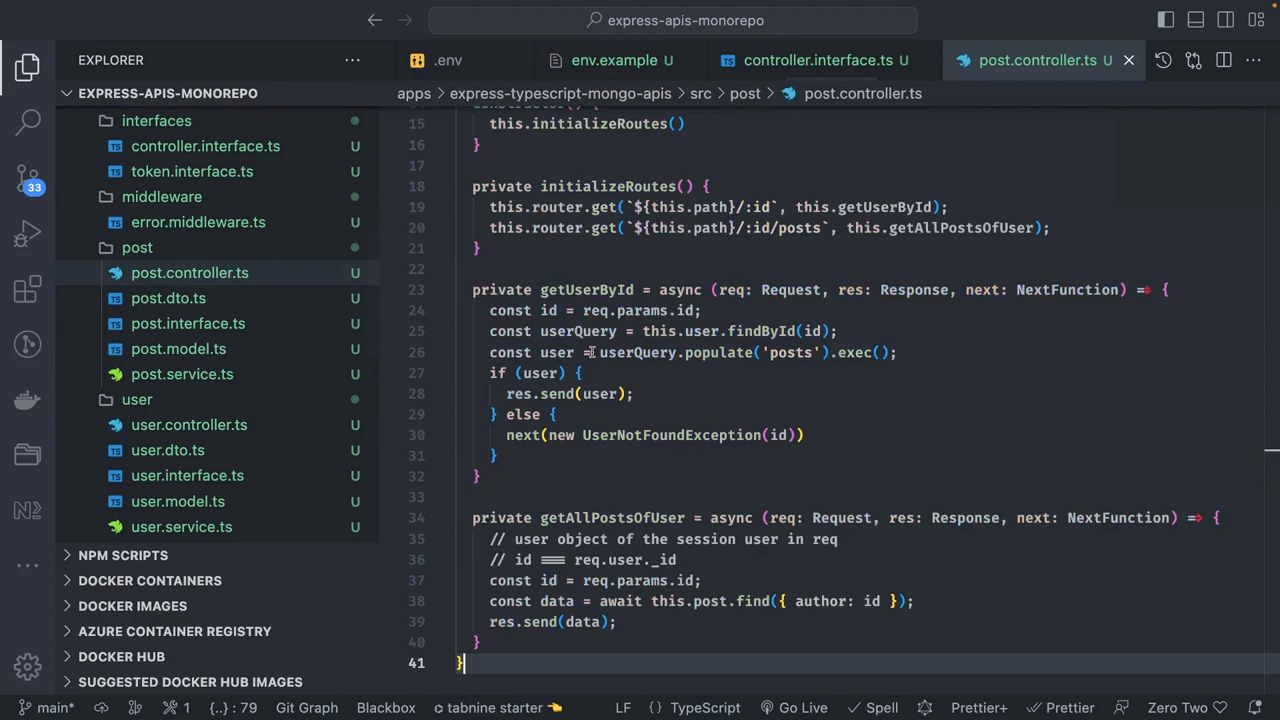 express-apis-monorepo
EXPLORER
.env
env.example U
controller.interface.ts U
post.controller.ts U
EXPRESS-APIS-MONOREPO
apps > express-typescript-mongo-apis > src > post > post.controller.ts
interfaces
controller.interface.ts U
token.interface.ts U
middleware
error.middleware.ts U
post
post.controller.ts U
post.dto.ts U
post.interface.ts U
post.model.ts U
post.service.ts U
user
user.controller.ts U
user.dto.ts U
user.interface.ts U
user.model.ts U
user.service.ts U
NPM SCRIPTS
DOCKER CONTAINERS
DOCKER IMAGES
AZURE CONTAINER REGISTRY
DOCKER HUB
SUGGESTED DOCKER HUB IMAGES
33
constructor() {
15 this.initializeRoutes()
16 }
17
18 private initializeRoutes() {
19 this.router.get(`${this.path}/:id`, this.getUserById);
20 this.router.get(`${this.path}/:id/posts`, this.getAllPostsOfUser);
21 }
22
23 private getUserById = async (req: Request, res: Response, next: NextFunction) => {
24 const id = req.params.id;
25 const userQuery = this.user.findById(id);
26 const user = userQuery.populate('posts').exec();
27 if (user) {
28 res.send(user);
29 } else {
30 next(new UserNotFoundException(id))
31 }
32 }
33
34 private getAllPostsOfUser = async (req: Request, res: Response, next: NextFunction) => {
35 // user object of the session user in req
36 // id === req.user._id
37 const id = req.params.id;
38 const data = await this.post.find({ author: id });
39 res.send(data);
40 }
41 }
main* 1 {..} : 79 Git Graph Blackbox tabnine starter 👈 LF {} TypeScript Go Live Spell Prettier+ Prettier Zero Two